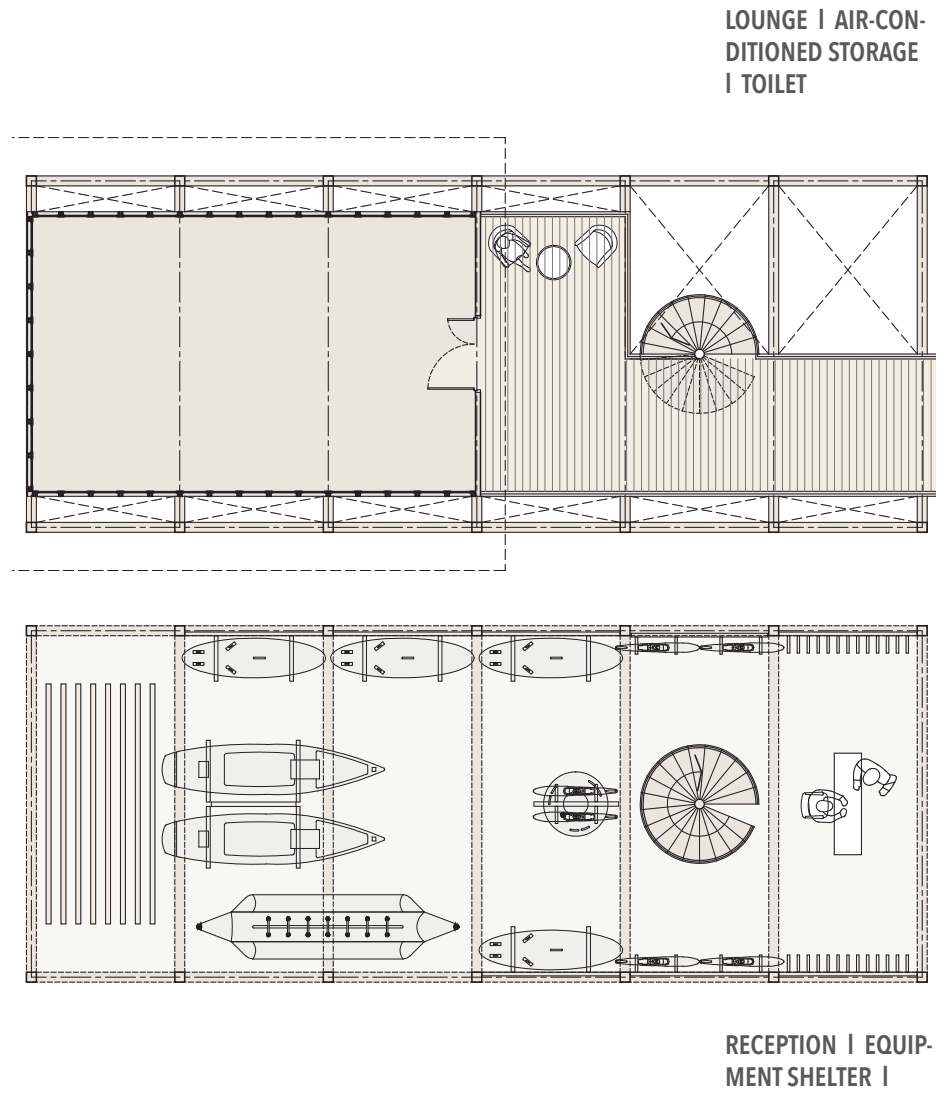 LOUNGE | AIR-CON-
DITIONED STORAGE
| TOILET
RECEPTION | EQUIP-
MENT SHELTER |